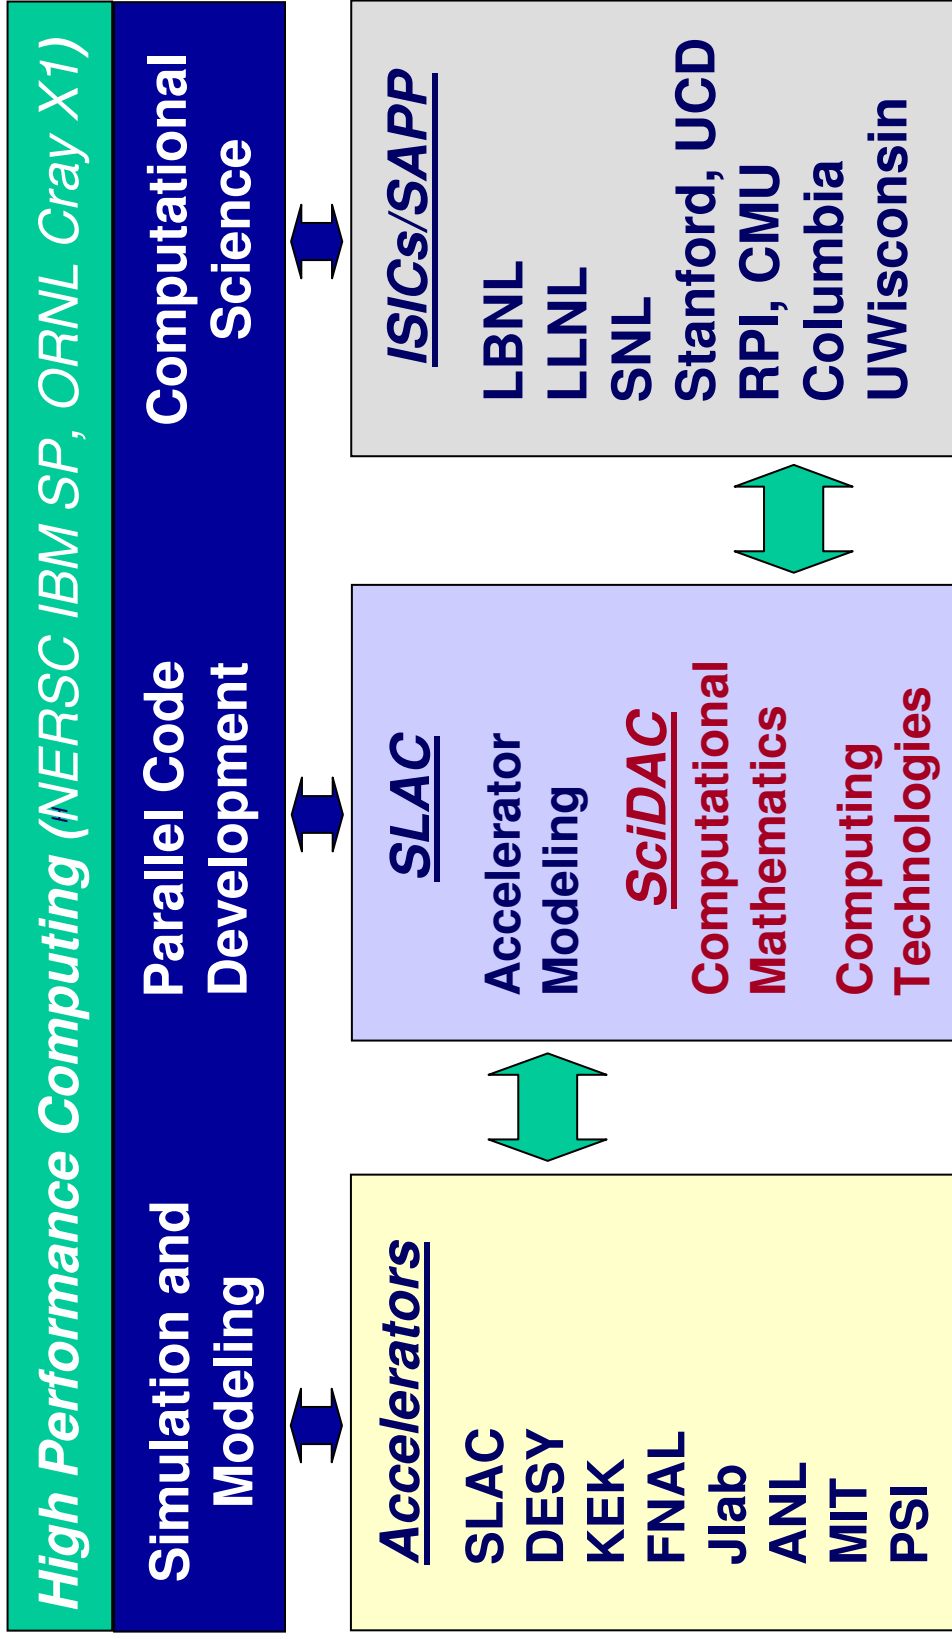 High Performance Computing (NERSC IBM SP, ORNL Cray X1)
Simulation and
Modeling
Parallel Code
Development
Computational
Science
Accelerators
SLAC
DESY
KEK
FNAL
Jlab
ANL
MIT
PSI
SLAC
Accelerator
Modeling
SciDAC
Computational
Mathematics
Computing
Technologies
ISICs/SAPP
LBNL
LLNL
SNL
Stanford, UCD
RPI, CMU
Columbia
UWisconsin